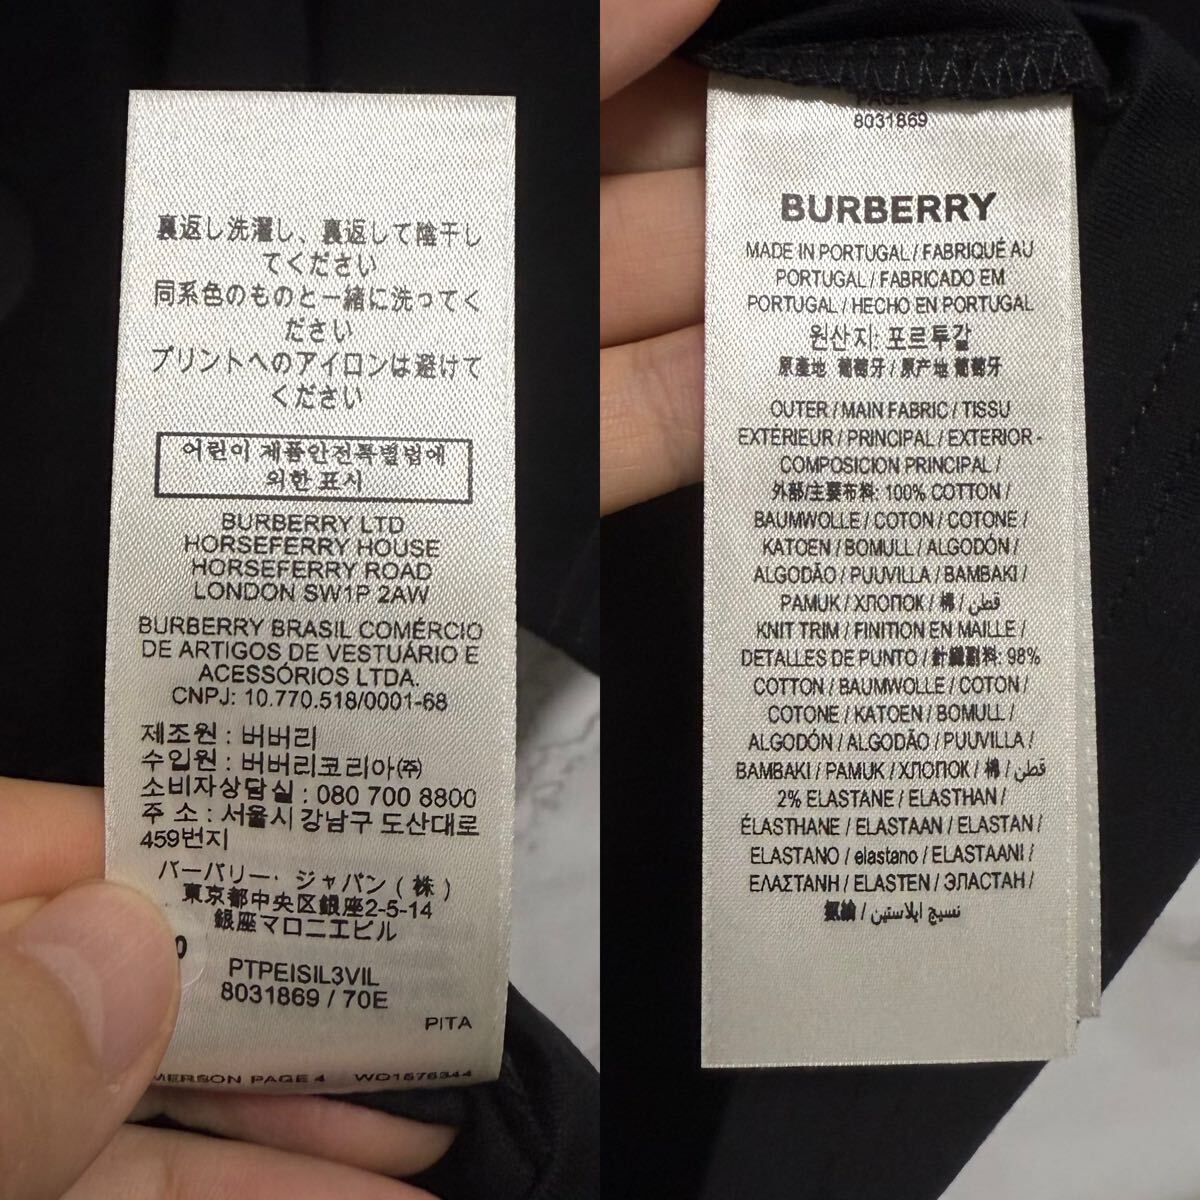 裏返し洗濯し、裏返して陰干し
てください
同系色のものと一緒に洗ってく
ださい
プリントへのアイロンは避けて
ください
어린이 제품안전특별법에
의한 표시
BURBERRY LTD
HORSEFERRY HOUSE
HORSEFERRY ROAD
LONDON SW1P 2AW
BURBERRY BRASIL COMÉRCIO
DE ARTIGOS DE VESTUÁRIO E
ACESSÓRIOS LTDA.
CNPJ: 10.770.518/0001-68
제조원 : 버버리
수입원 : 버버리코리아㈜
소비자상담실 : 080 700 8800
주 소 : 서울시 강남구 도산대로
459번지
バーバリー・ジャパン ( 株 )
東京都中央区銀座2-5-14
銀座マロニエビル
PTPEISIL3VIL
8031869 / 70E
PITA
MERSON PAGE 4 WO1576344
8031869
BURBERRY
MADE IN PORTUGAL / FABRIQUÉ AU
PORTUGAL / FABRICADO EM
PORTUGAL / HECHO EN PORTUGAL
원산지: 포르투갈
原產地 葡萄牙 / 原产地 葡萄牙
OUTER / MAIN FABRIC / TISSU
EXTÉRIEUR / PRINCIPAL / EXTERIOR -
COMPOSICION PRINCIPAL /
外部/主要布料: 100% COTTON /
BAUMWOLLE / COTON / COTONE /
KATOEN / BOMULL / ALGODÓN /
ALGODÃO / PUUVILLA / BAMBAKI /
PAMUK / ХЛОПОК / 棉 / قطن /
KNIT TRIM / FINITION EN MAILLE /
DETALLES DE PUNTO / 針織副料: 98%
COTTON / BAUMWOLLE / COTON /
COTONE / KATOEN / BOMULL /
ALGODÓN / ALGODÃO / PUUVILLA /
BAMBAKI / PAMUK / ХЛОПОК / 棉 / قطن /
2% ELASTANE / ELASTHAN /
ÉLASTHANE / ELASTAAN / ELASTAN /
ELASTANO / elastano / ELASTAANI /
ΕΛΑΣΤΑΝΗ / ELASTEN / ЭЛАСТАН /
氨綸 / نسيج ايلاستين